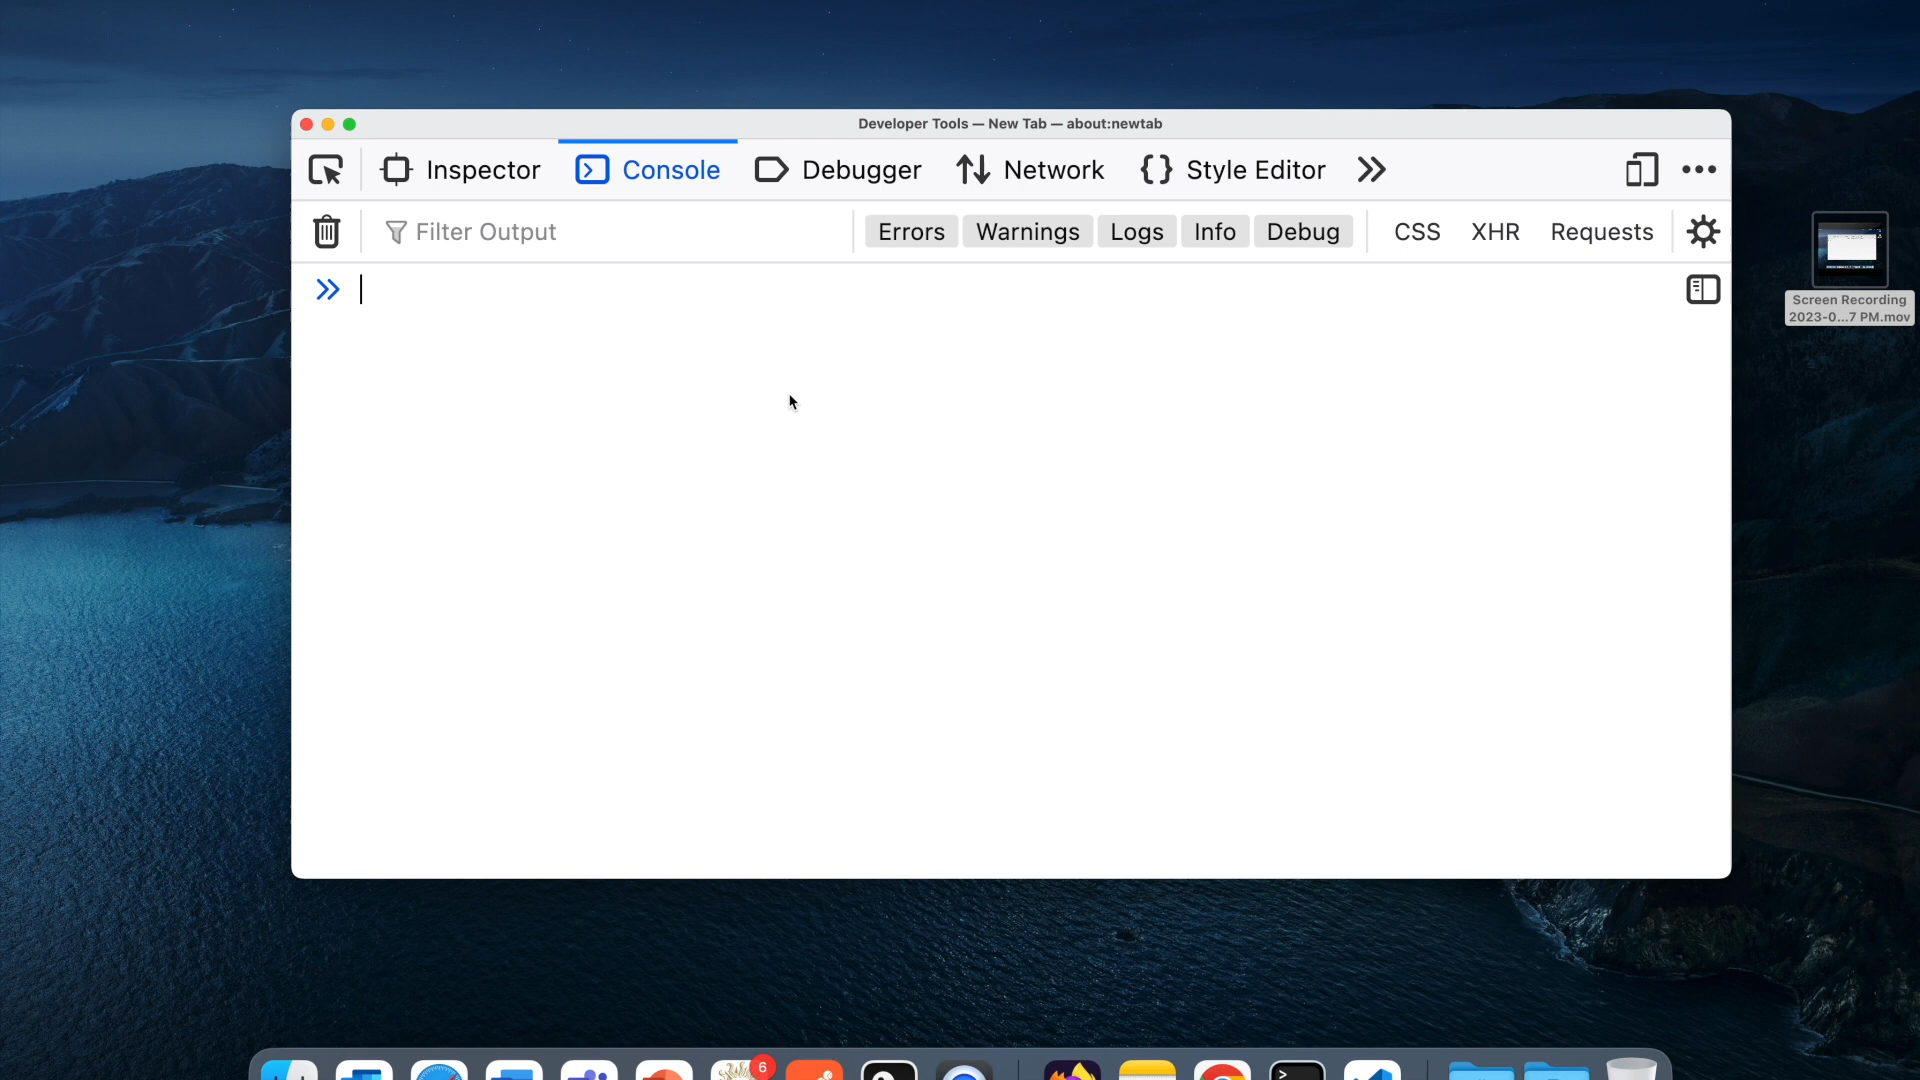 Developer Tools — New Tab — about:newtab
Inspector Console Debugger Network Style Editor
Filter Output Errors Warnings Logs Info Debug CSS XHR Requests
Screen Recording
2023-0...7 PM.mov
6